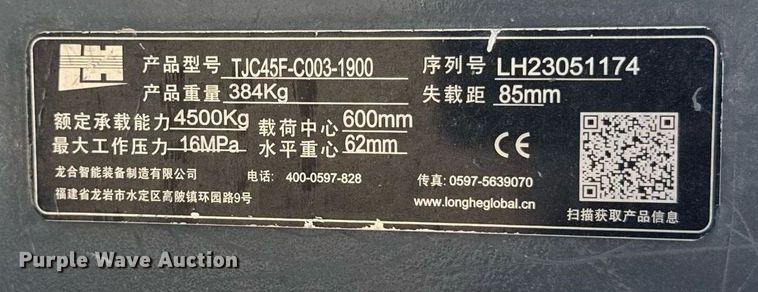 LH
产品型号 TJC45F-C003-1900 序列号 LH23051174
产品重量 384Kg 失载距 85mm
额定承载能力 4500Kg 载荷中心 600mm
最大工作压力 16MPa 水平重心 62mm
CE
龙合智能装备制造有限公司 电话: 400-0597-828 传真: 0597-5639070
福建省龙岩市永定区高陂镇环园路9号 www.longheglobal.cn
扫描获取产品信息
Purple Wave Auction